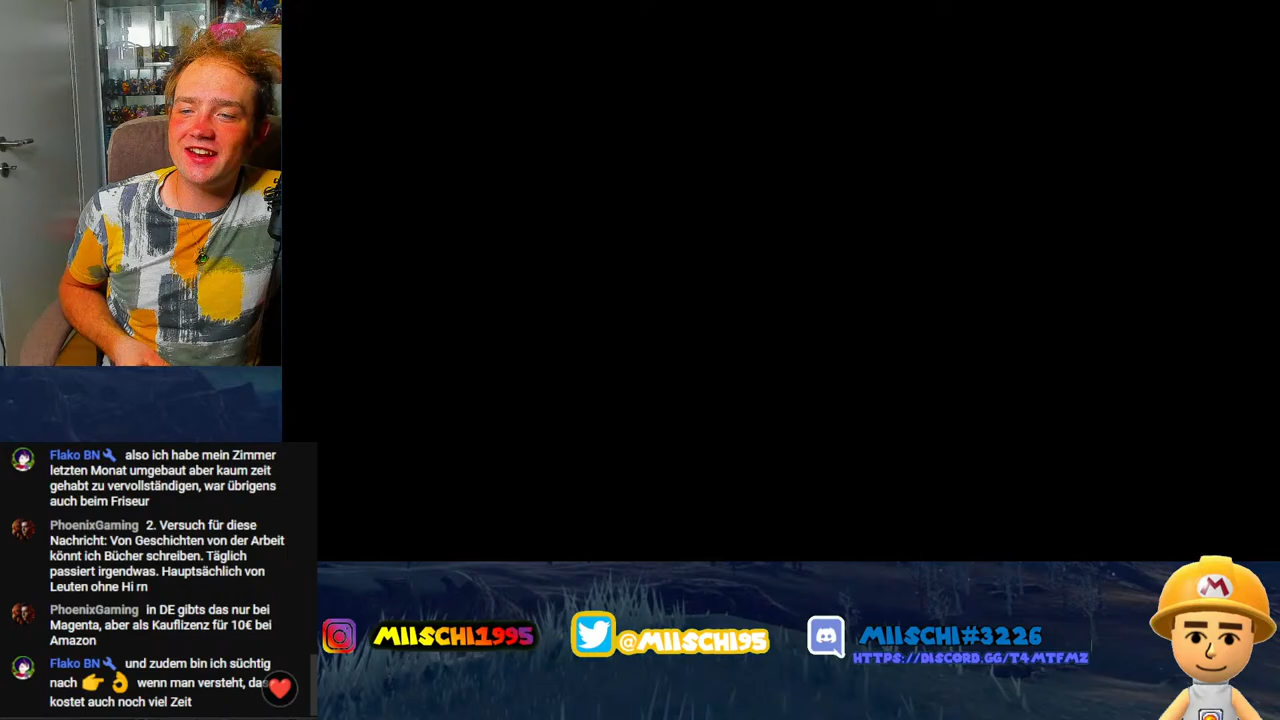 Flako BN also ich habe mein Zimmer
letzten Monat umgebaut aber kaum zeit
gehabt zu vervollständigen, war übrigens
auch beim Friseur
PhoenixGaming 2. Versuch für diese
Nachricht: Von Geschichten von der Arbeit
könnt ich Bücher schreiben. Täglich
passiert irgendwas. Hauptsächlich von
Leuten ohne Hi rn
PhoenixGaming in DE gibts das nur bei
Magenta, aber als Kauflizenz für 10€ bei
Amazon
Flako BN und zudem bin ich süchtig
nach 👉 👌 wenn man versteht, das
kostet auch noch viel Zeit
MIISCHI1995
@MIISCHI95
MIISCHI#3226
HTTPS://DISCORD.GG/T4MTFMZ
M